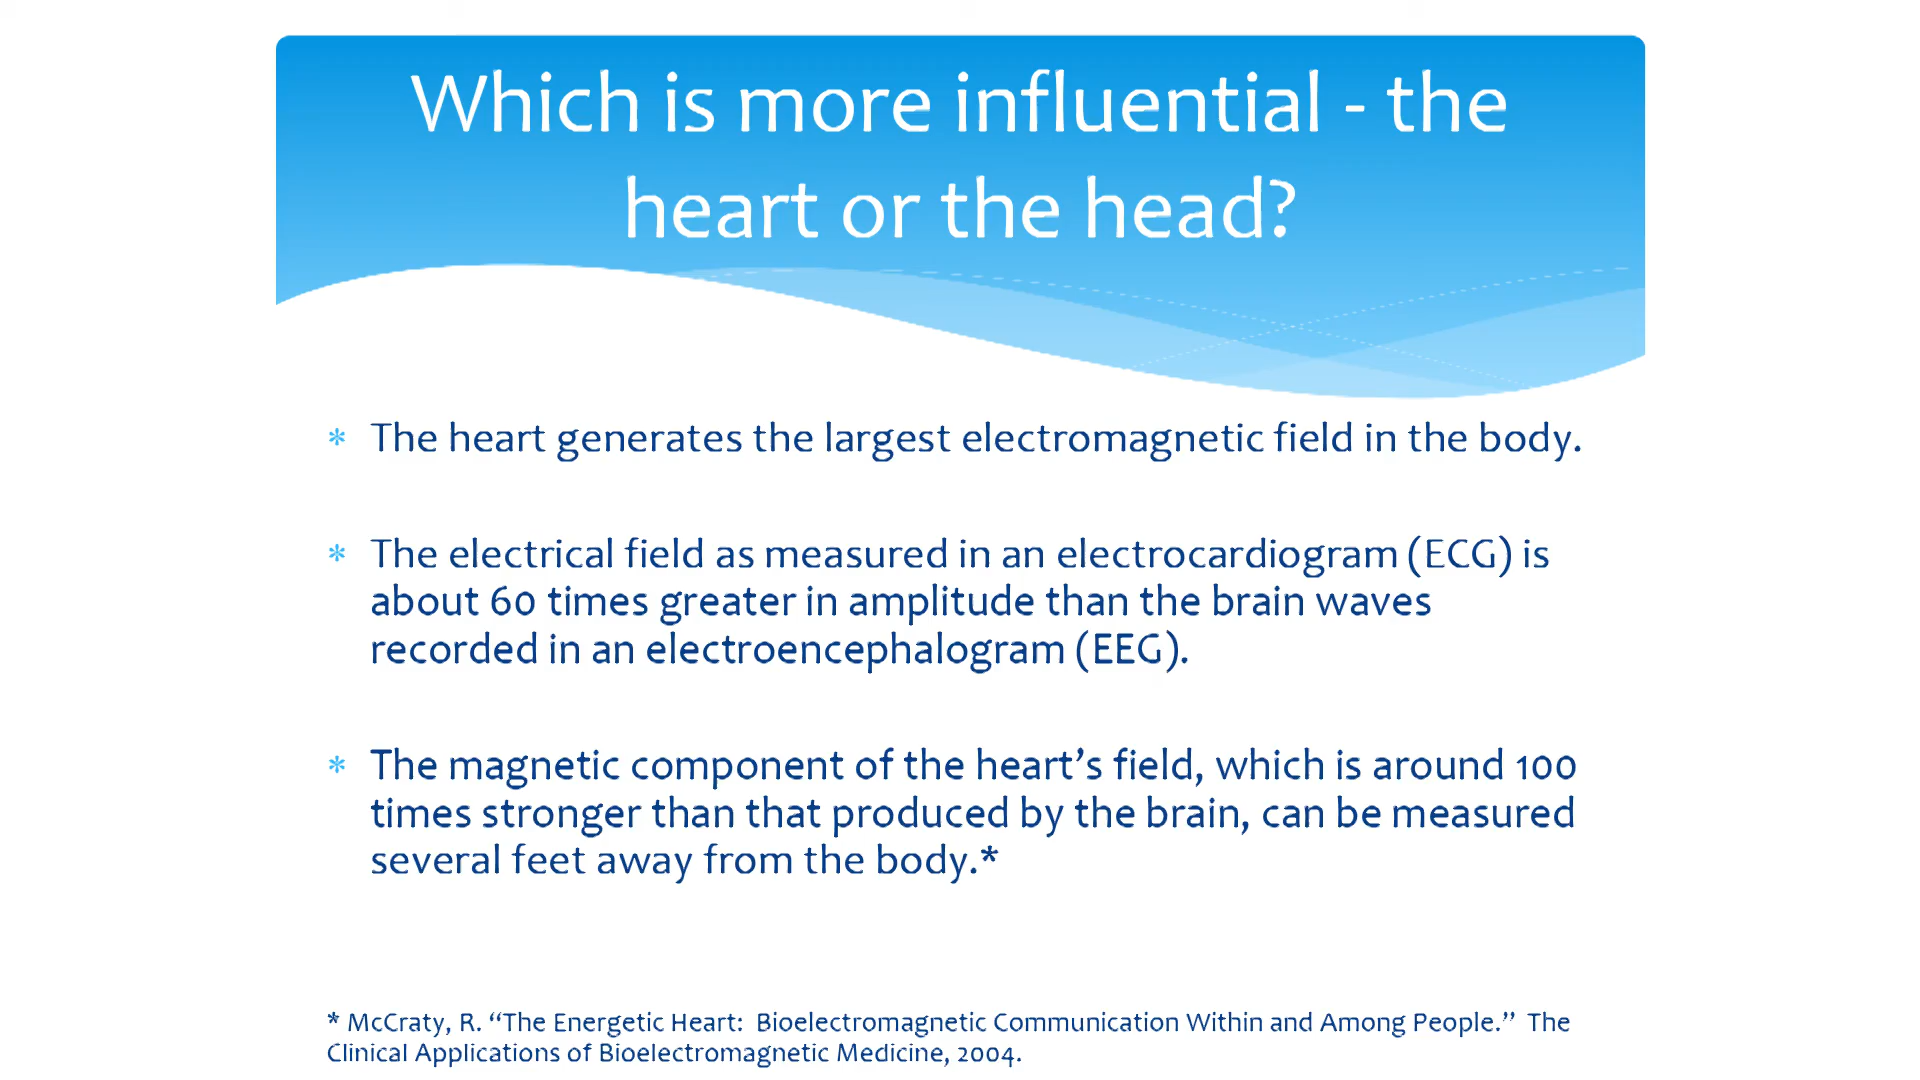 Which is more influential - the
heart or the head?
* The heart generates the largest electromagnetic field in the body.
* The electrical field as measured in an electrocardiogram (ECG) is
about 60 times greater in amplitude than the brain waves
recorded in an electroencephalogram (EEG).
* The magnetic component of the heart’s field, which is around 100
times stronger than that produced by the brain, can be measured
several feet away from the body.*
* McCraty, R. “The Energetic Heart:  Bioelectromagnetic Communication Within and Among People.”  The
Clinical Applications of Bioelectromagnetic Medicine, 2004.